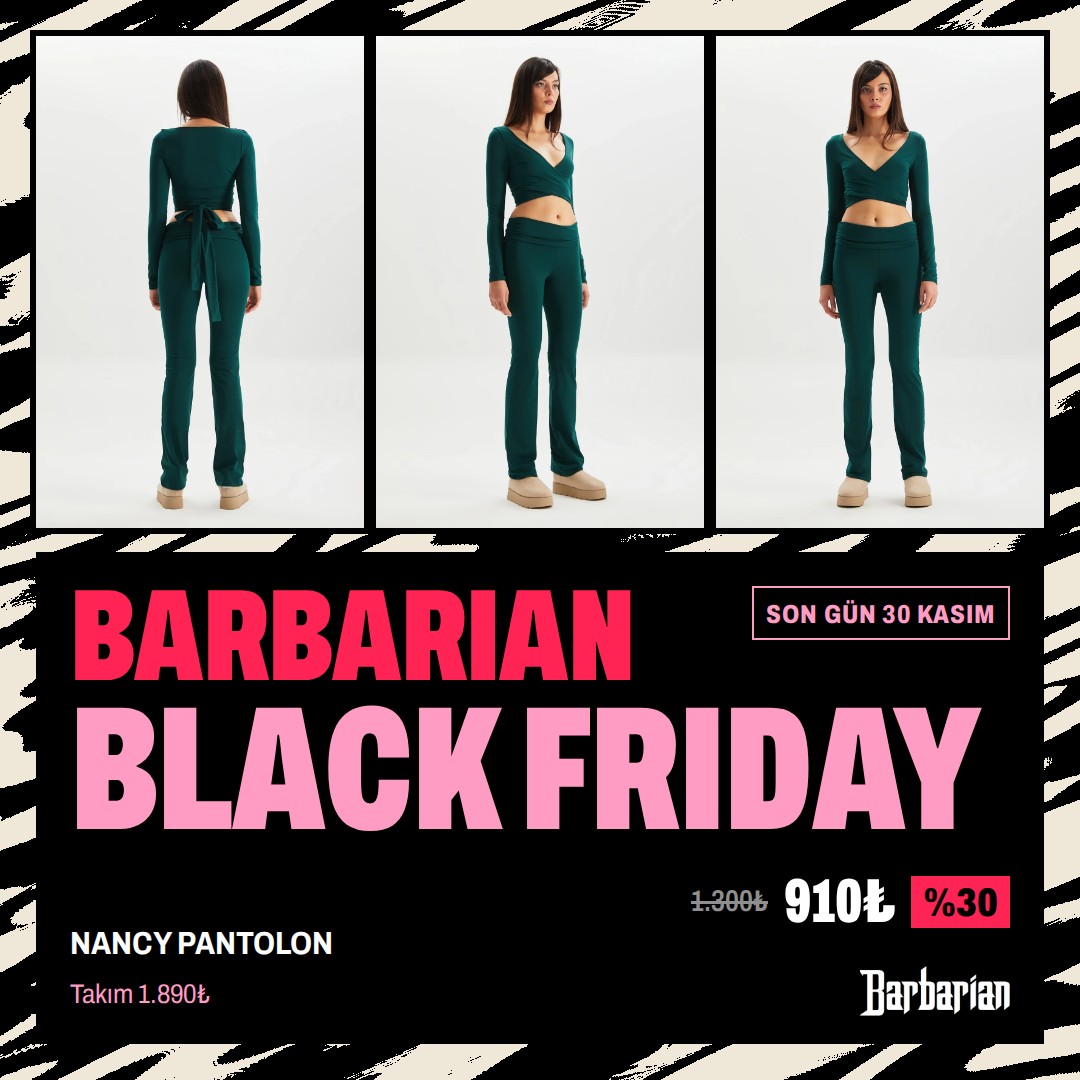 BARBARIAN
SON GÜN 30 KASIM
BLACK FRIDAY
1.300₺ 910₺ %30
NANCY PANTOLON
Takım 1.890₺
Barbarian